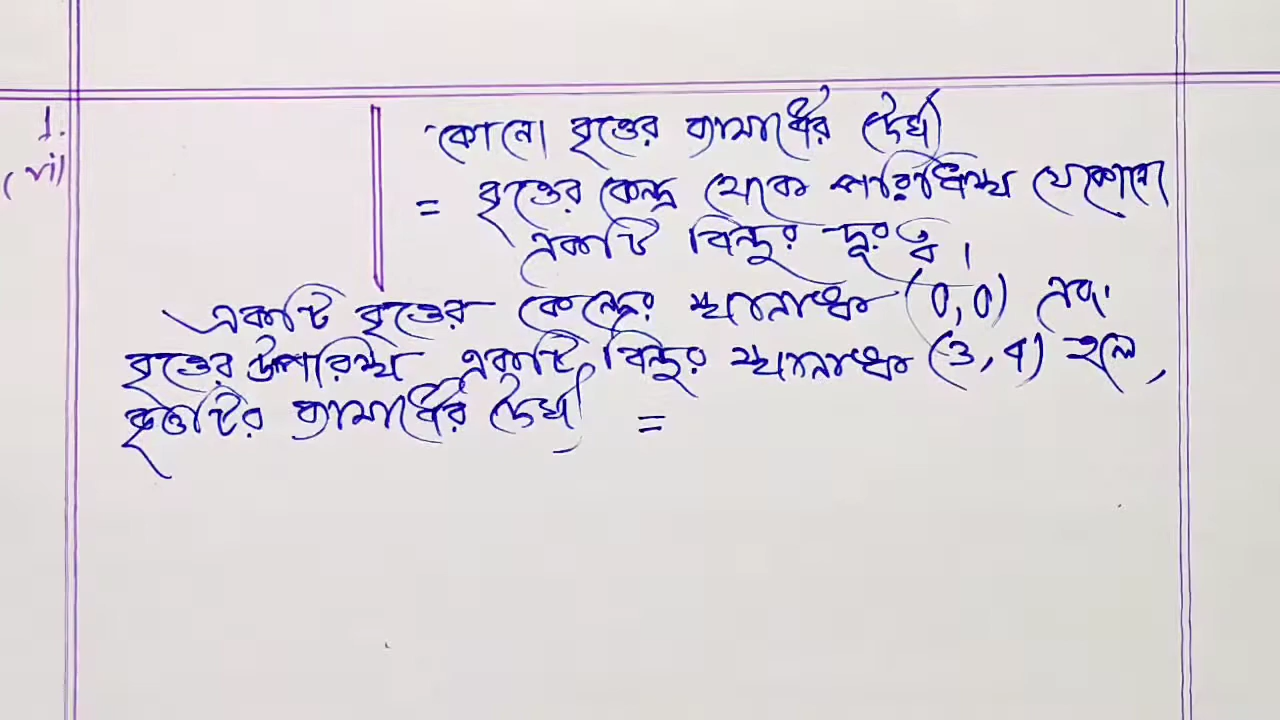 1.
(vi)
কোনো বৃত্তের ব্যাসার্ধের দৈর্ঘ্য
= বৃত্তের কেন্দ্র থেকে পরিধিস্থ যেকোনো
একটি বিন্দুর দূরত্ব।
একটি বৃত্তের কেন্দ্রের স্থানাঙ্ক (0,0) এবং
বৃত্তের উপরিস্থ একটি বিন্দুর স্থানাঙ্ক (3,4) হলে,
বৃত্তটির ব্যাসার্ধের দৈর্ঘ্য =